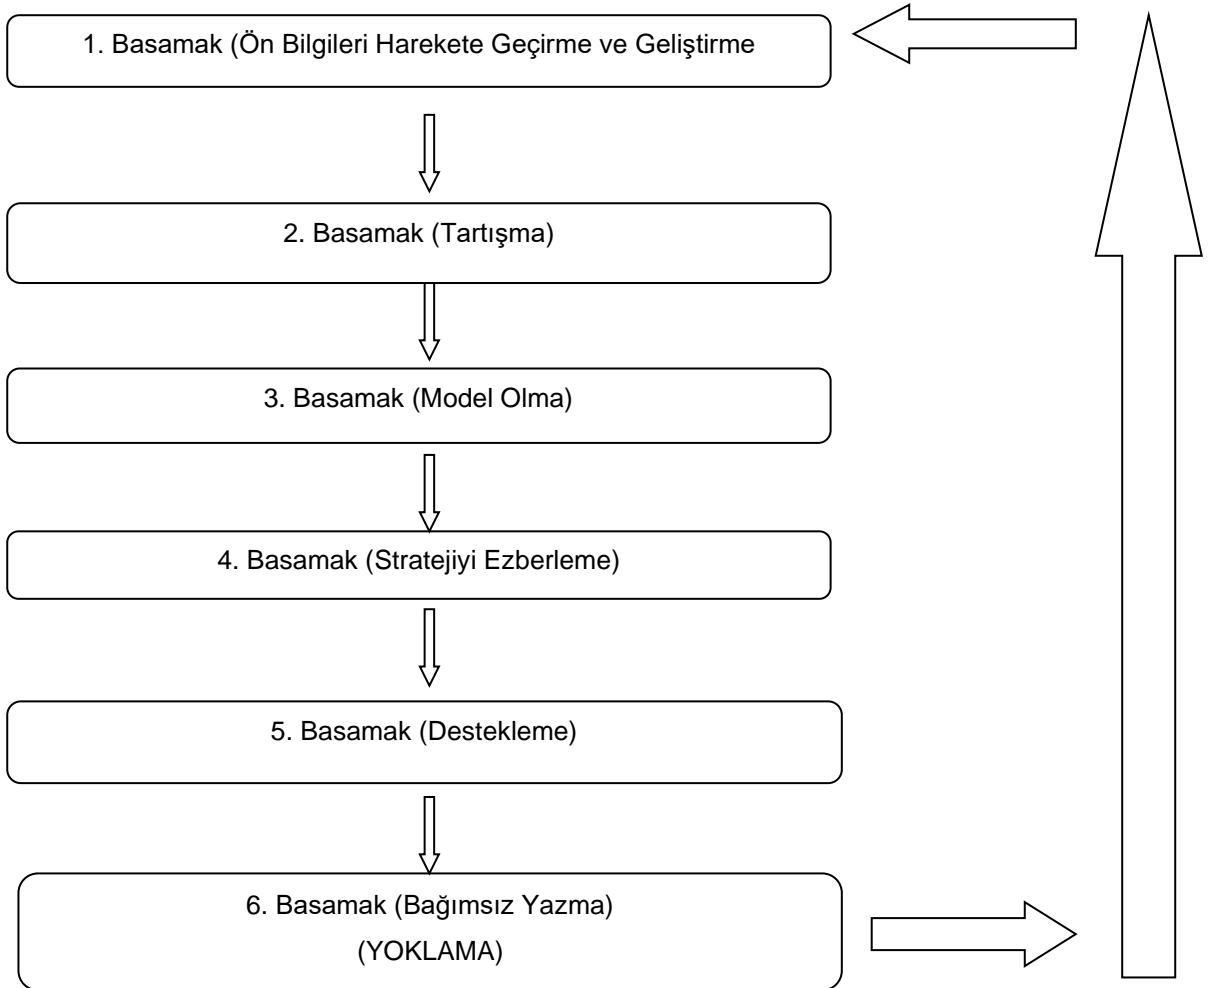 1. Basamak (Ön Bilgileri Harekete Geçirme ve Geliştirme
2. Basamak (Tartışma)
3. Basamak (Model Olma)
4. Basamak (Stratejiyi Ezberleme)
5. Basamak (Destekleme)
6. Basamak (Bağımsız Yazma)
(YOKLAMA)